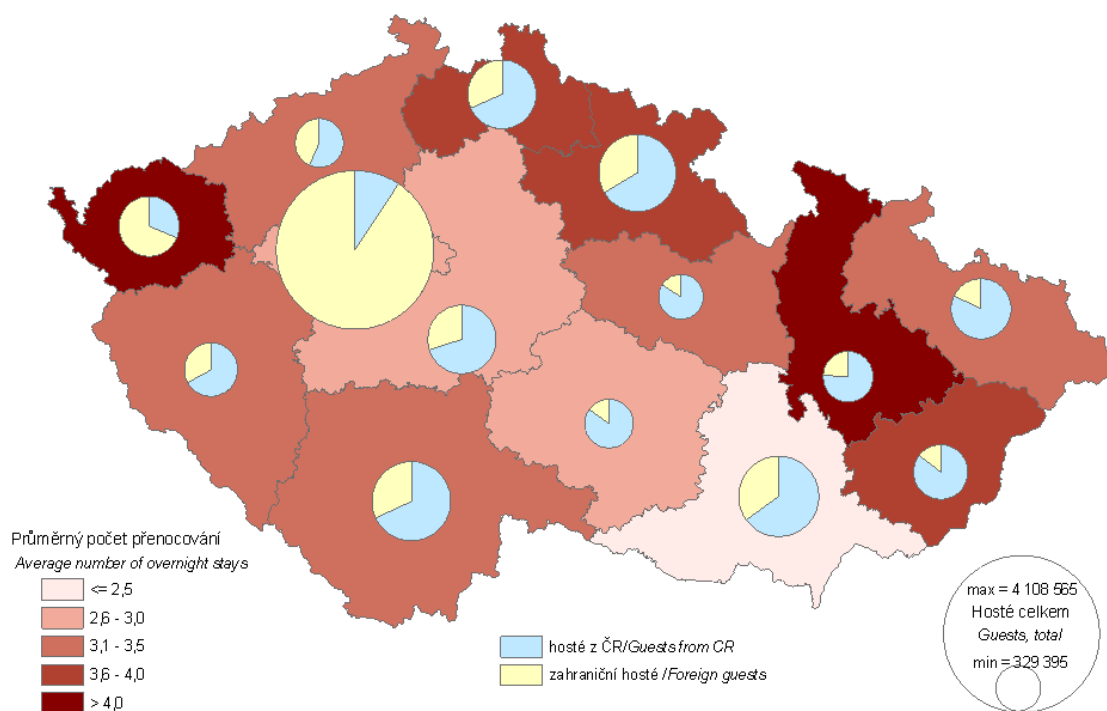 Průměrný počet přenocování
Average number of overnight stays
<= 2,5
2,6 - 3,0
3,1 - 3,5
3,6 - 4,0
> 4,0
hosté z ČR/Guests from CR
zahraniční hosté /Foreign guests
max = 4 108 565
Hosté celkem
Guests, total
min = 329 395